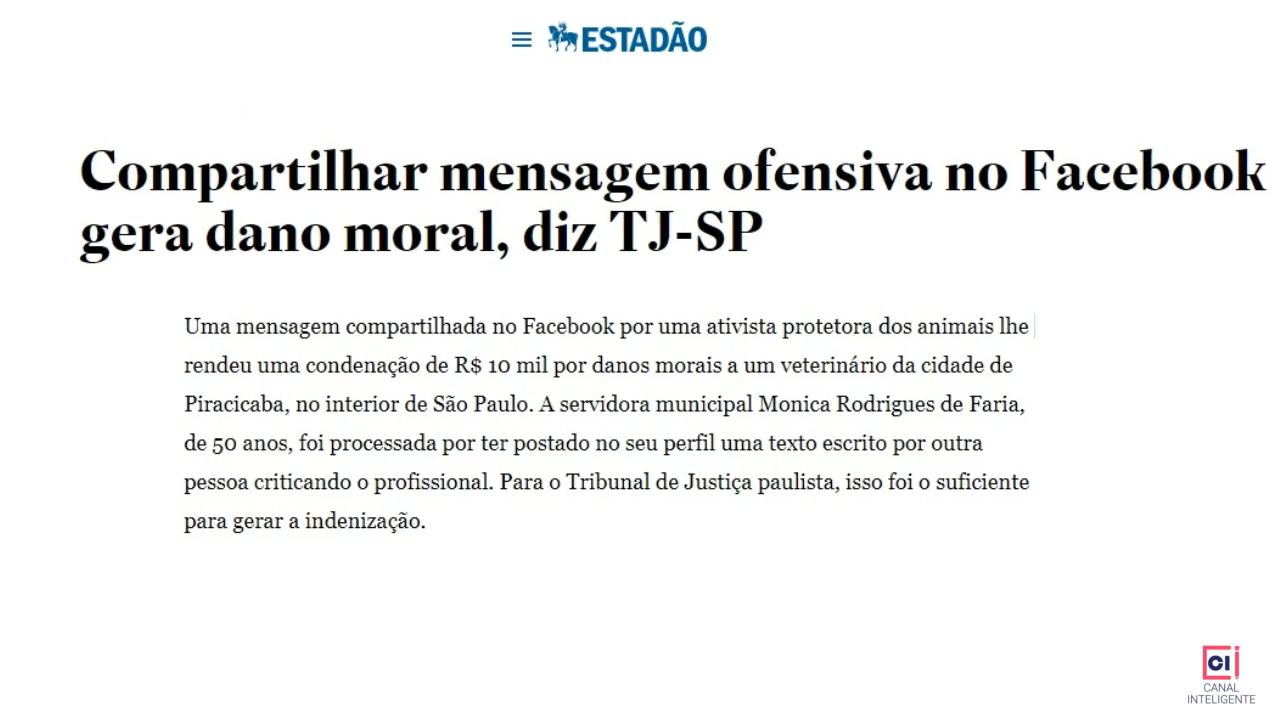 ESTADÃO
Compartilhar mensagem ofensiva no Facebook
gera dano moral, diz TJ-SP
Uma mensagem compartilhada no Facebook por uma ativista protetora dos animais lhe
rendeu uma condenação de R$ 10 mil por danos morais a um veterinário da cidade de
Piracicaba, no interior de São Paulo. A servidora municipal Monica Rodrigues de Faria,
de 50 anos, foi processada por ter postado no seu perfil uma texto escrito por outra
pessoa criticando o profissional. Para o Tribunal de Justiça paulista, isso foi o suficiente
para gerar a indenização.
CI
CANAL
INTELIGENTE